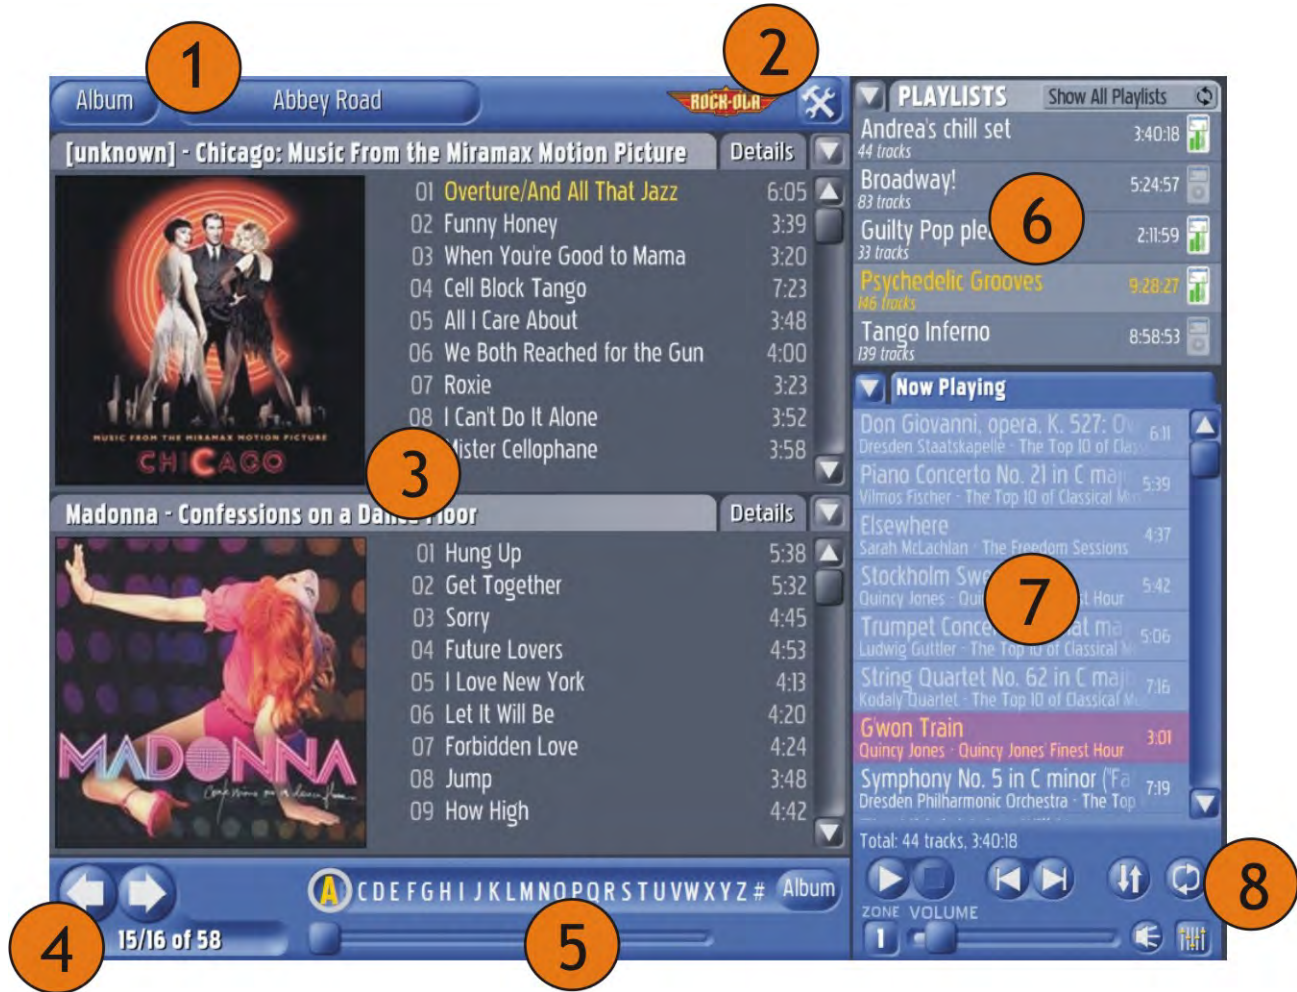 1
2
Album
Abbey Road
ROCK-OLA
[unknown] - Chicago: Music From the Miramax Motion Picture
Details
MUSIC FROM THE MIRAMAX MOTION PICTURE
CHICAGO
01 Overture/And All That Jazz 6:05
02 Funny Honey 3:39
03 When You're Good to Mama 3:20
04 Cell Block Tango 7:23
05 All I Care About 3:48
06 We Both Reached for the Gun 4:00
07 Roxie 3:23
08 I Can't Do It Alone 3:52
Mister Cellophane 3:58
3
Madonna - Confessions on a Dance Floor
Details
MADONNA
Confessions on a dance floor
01 Hung Up 5:38
02 Get Together 5:32
03 Sorry 4:45
04 Future Lovers 4:53
05 I Love New York 4:13
06 Let It Will Be 4:20
07 Forbidden Love 4:24
08 Jump 3:48
09 How High 4:42
4
15/16 of 58
A C D E F G H I J K L M N O P Q R S T U V W X Y Z #
Album
5
PLAYLISTS
Show All Playlists
Andrea's chill set 3:40:18
44 tracks
Broadway! 5:24:57
83 tracks
6
Guilty Pop 2:11:59
33 tracks
Psychedelic Grooves 9:28:27
146 tracks
Tango Inferno 8:58:53
139 tracks
Now Playing
Don Giovanni, opera, K. 527: 6:11
Dresden Staatskapelle - The Top 10 of
Piano Concerto No. 21 in C 5:39
Vilmos Fischer - The Top 10 of Classical
Elsewhere 4:37
Sarah McLachlan - The Freedom Sessions
Stockholm 5:42
Quincy Jones - Finest Hour
7
Trumpet 5:06
Ludwig Guttler - The Top 10 of Classical
String Quartet No. 62 in C 7:16
Kodaly Quartet - The Top 10 of Classical
G'won Train 3:01
Quincy Jones - Quincy Jones' Finest Hour
Symphony No. 5 in C minor ("Fa 7:19
Dresden Philharmonic Orchestra - The Top
Total: 44 tracks, 3:40:18
8
ZONE VOLUME
1